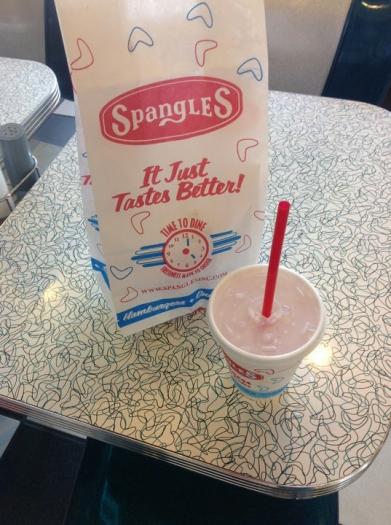 SPANGLES
It Just
Tastes Better!
TIME TO DINE
WWW.SPANGLESINC.COM
Hamburgers